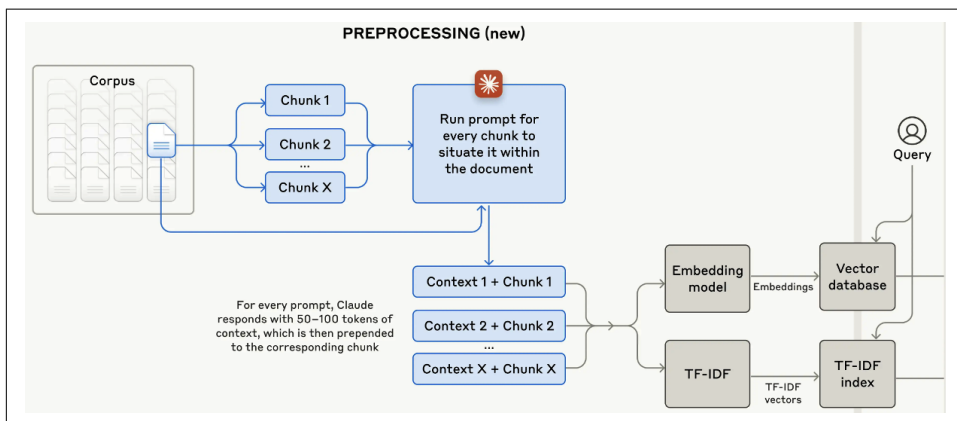 PREPROCESSING (new)
Corpus
Chunk 1
Chunk 2
...
Chunk X
Run prompt for
every chunk to
situate it within
the document
Query
Context 1 + Chunk 1
Context 2 + Chunk 2
...
Context X + Chunk X
For every prompt, Claude
responds with 50–100 tokens of
context, which is then prepended
to the corresponding chunk
Embedding
model
Embeddings
Vector
database
TF-IDF
TF-IDF
vectors
TF-IDF
index